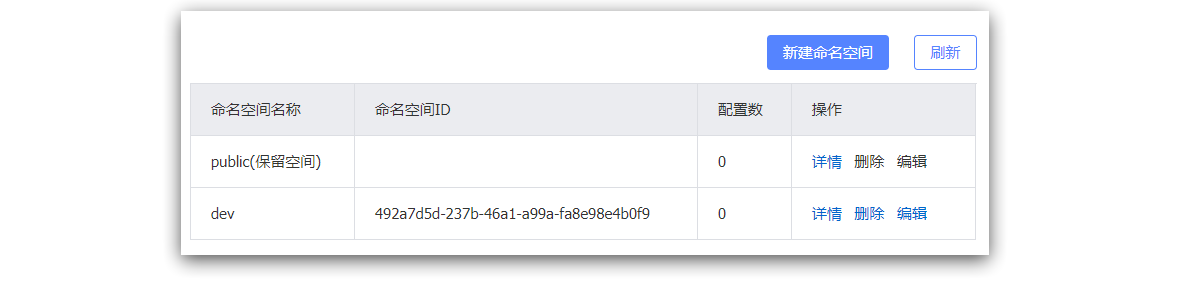 新建命名空间 刷新
命名空间名称 命名空间ID 配置数 操作
public(保留空间) 0 详情 删除 编辑
dev 492a7d5d-237b-46a1-a99a-fa8e98e4b0f9 0 详情 删除 编辑